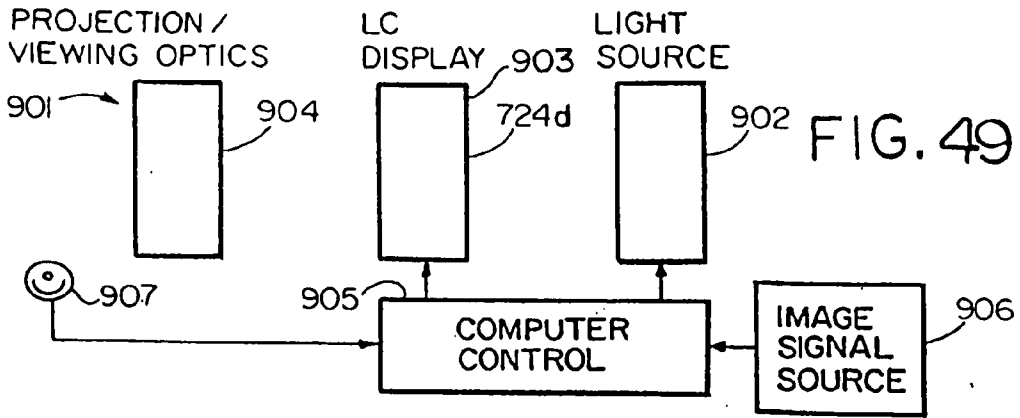 PROJECTION /
VIEWING OPTICS
LC
DISPLAY
LIGHT
SOURCE
901
904
903
724d
902
FIG. 49
907
905
COMPUTER
CONTROL
IMAGE
SIGNAL
SOURCE
906